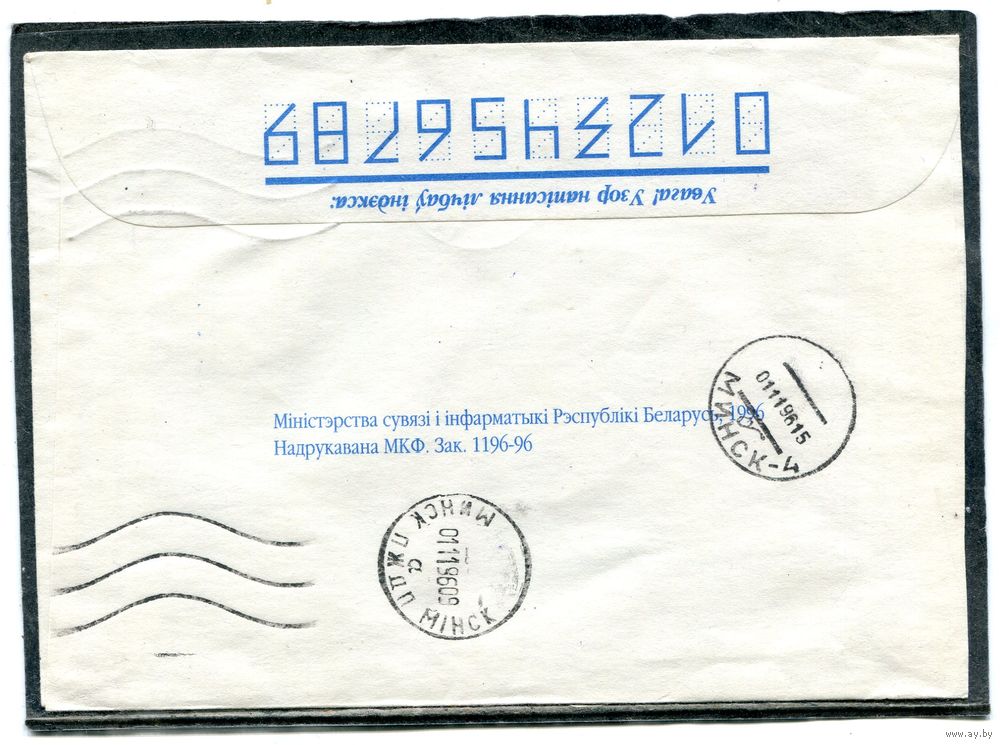 0123456789
Увага! Узор напісання лічбаў індэкса:
Міністэрства сувязі і інфарматыкі Рэспублікі Беларусь, 1996
Надрукавана МКФ. Зак. 1196-96
МИНСК-4
01119615
МИНСК ПЖДП
01119609
а
МІНСК
www.ay.by